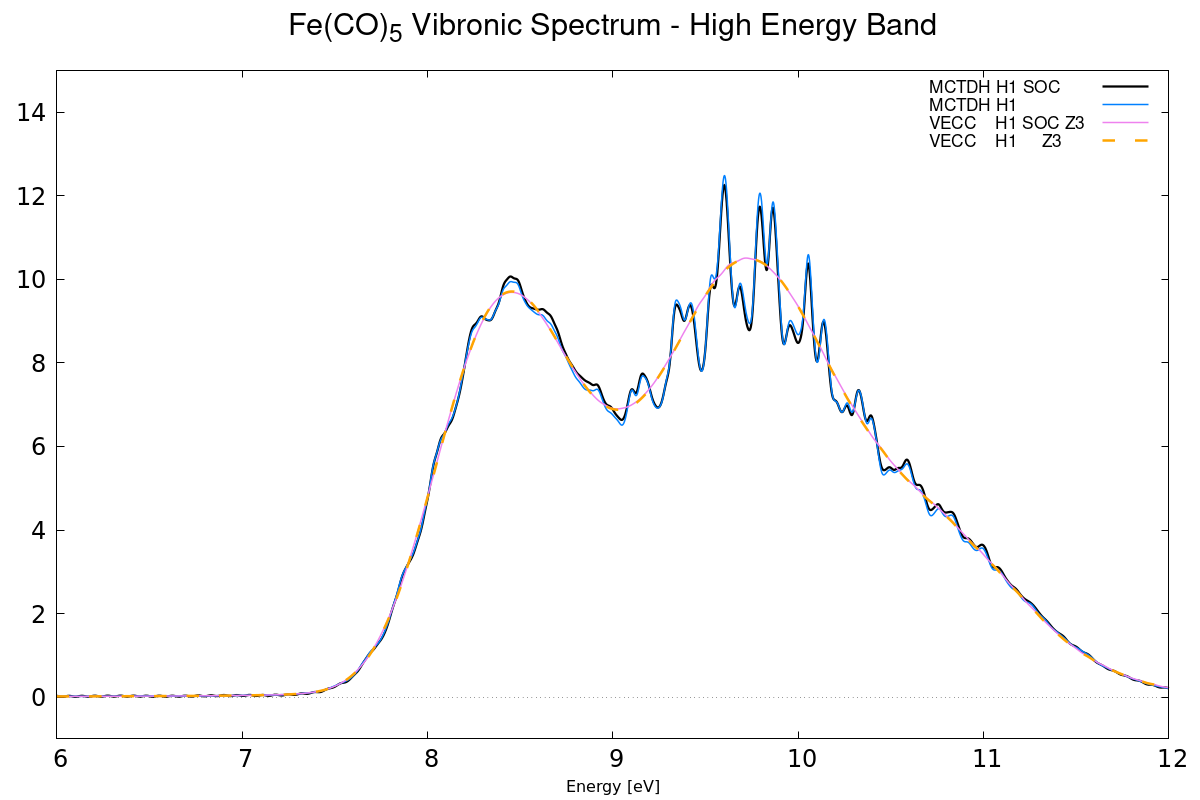 Fe(CO)5 Vibronic Spectrum - High Energy Band
MCTDH H1 SOC
MCTDH H1
VECC H1 SOC Z3
VECC H1 Z3
14
12
10
8
6
4
2
0
6 7 8 9 10 11 12
Energy [eV]